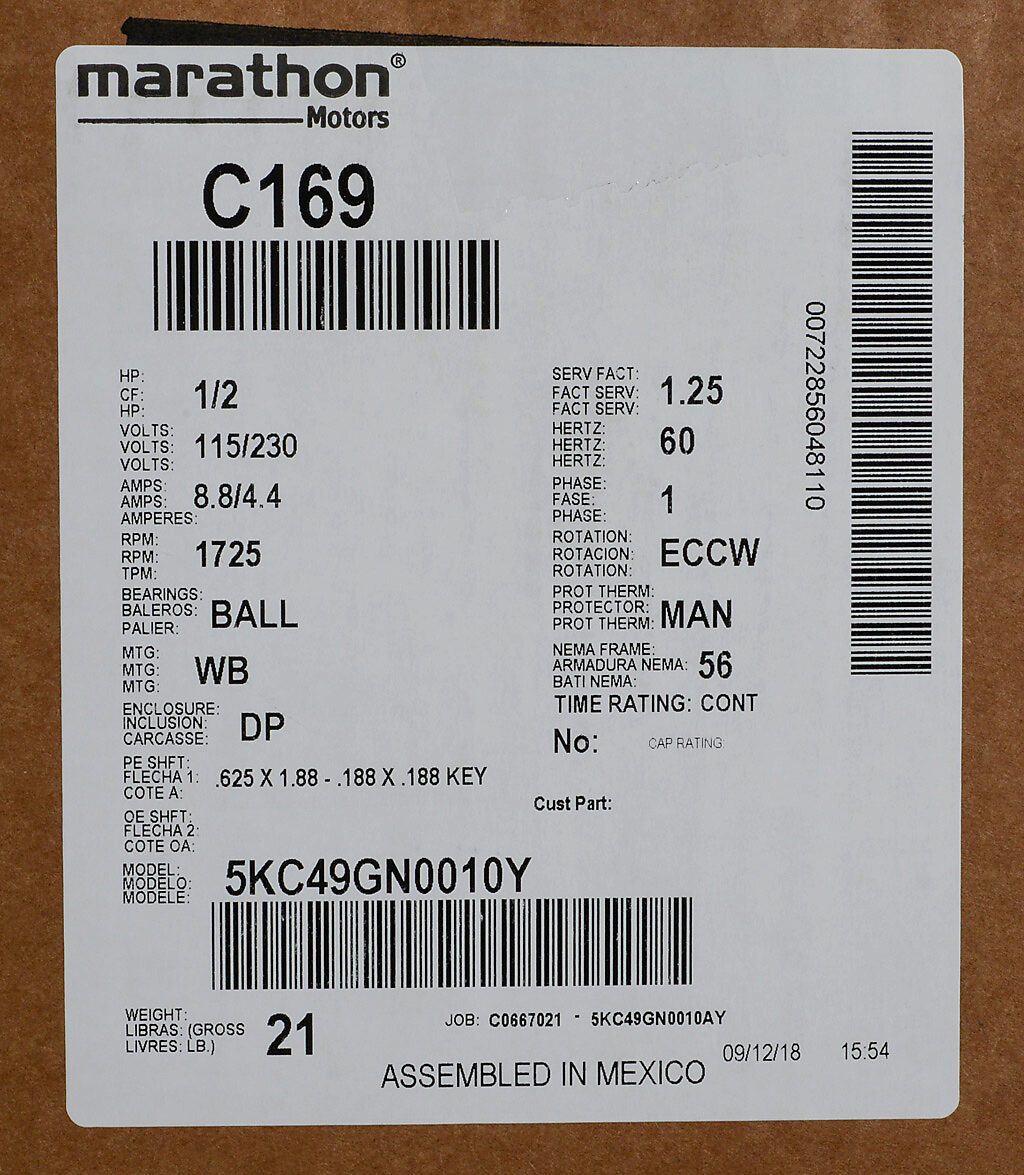 marathon®
Motors
C169
HP:
CF: 1/2
HP:
VOLTS:
VOLTS: 115/230
VOLTS:
AMPS:
AMPS: 8.8/4.4
AMPERES:
RPM:
RPM: 1725
TPM:
BEARINGS:
BALEROS: BALL
PALIER:
MTG:
MTG: WB
MTG:
ENCLOSURE:
INCLUSION: DP
CARCASSE:
PE SHFT:
FLECHA 1: .625 X 1.88 - .188 X .188 KEY
COTE A:
OE SHFT:
FLECHA 2:
COTE OA:
SERV FACT:
FACT SERV: 1.25
FACT SERV:
HERTZ:
HERTZ: 60
HERTZ:
PHASE:
FASE: 1
PHASE:
ROTATION:
ROTACION: ECCW
ROTATION:
PROT THERM:
PROTECTOR: MAN
PROT THERM:
NEMA FRAME:
ARMADURA NEMA: 56
BATI NEMA:
TIME RATING: CONT
No: CAP RATING:
Cust Part:
00722856048110
MODEL:
MODELO: 5KC49GN0010Y
MODELE:
WEIGHT:
LIBRAS: (GROSS 21
LIVRES: LB.)
JOB: C0667021 - 5KC49GN0010AY
09/12/18 15:54
ASSEMBLED IN MEXICO